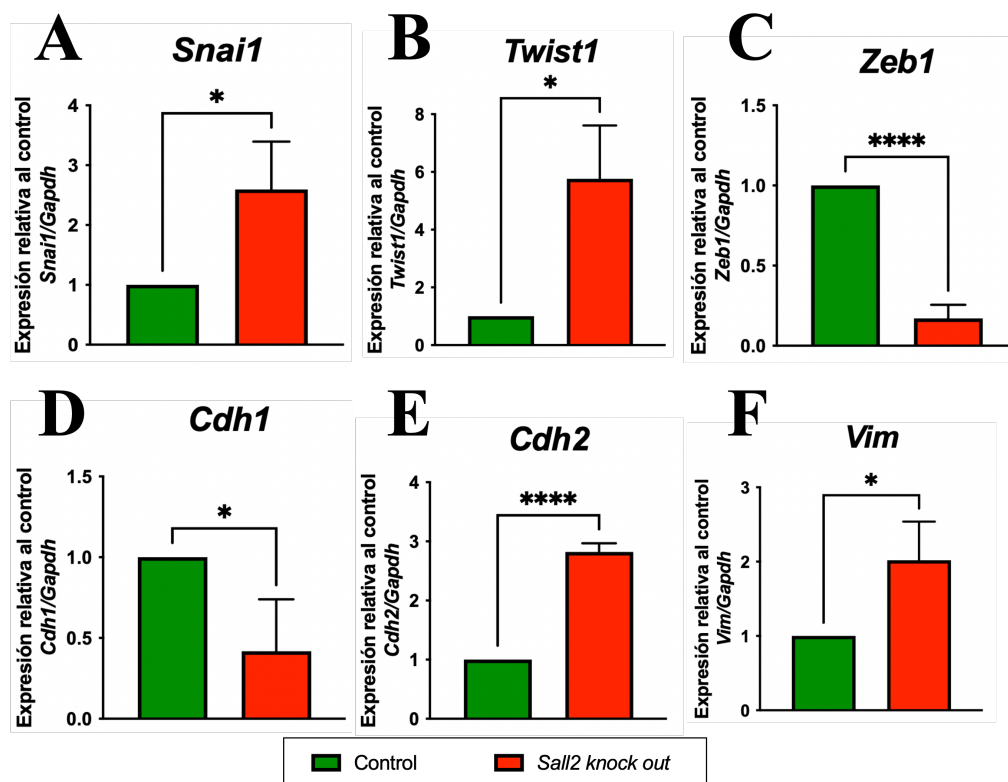 A
Snai1
*
Expresión relativa al control
Snai1/Gapdh
4
3
2
1
0
B
Twist1
*
Expresión relativa al control
Twist1/Gapdh
8
6
4
2
0
C
Zeb1
****
Expresión relativa al control
Zeb1/Gapdh
1.5
1.0
0.5
0.0
D
Cdh1
*
Expresión relativa al control
Cdh1/Gapdh
1.5
1.0
0.5
0.0
E
Cdh2
****
Expresión relativa al control
Cdh2/Gapdh
4
3
2
1
0
F
Vim
*
Expresión relativa al control
Vim/Gapdh
3
2
1
0
Control
Sall2 knock out